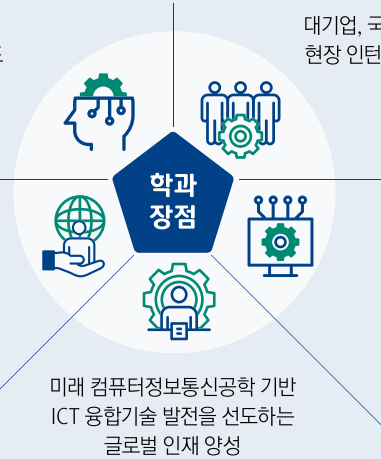 대기업,
현장 인턴
학과
장점
미래 컴퓨터정보통신공학 기반
ICT 융합기술 발전을 선도하는
글로벌 인재 양성